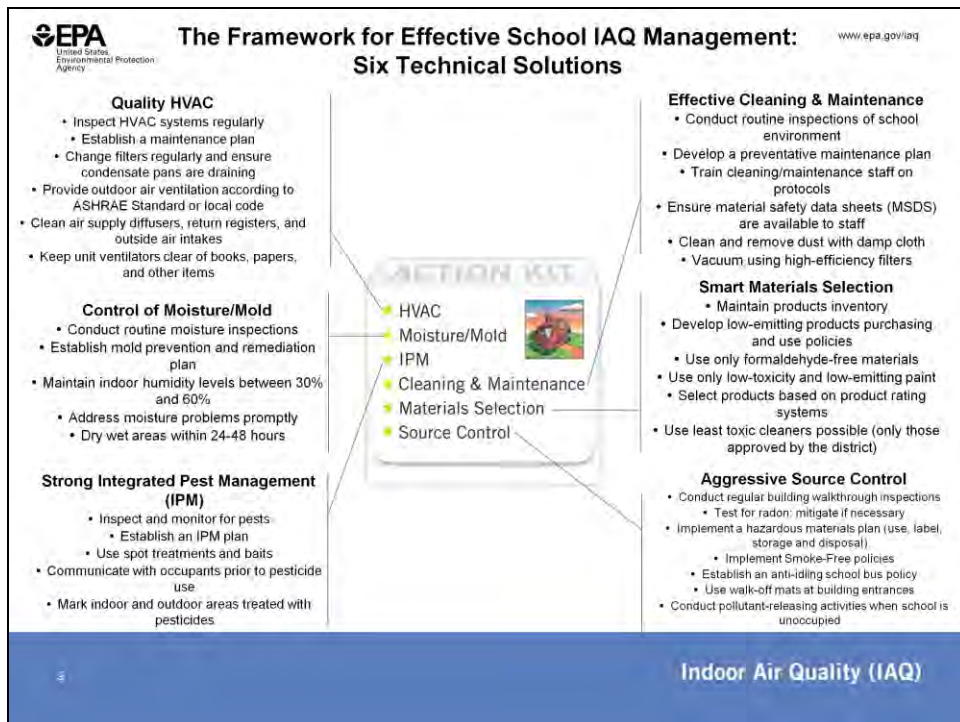 EPA
United States
Environmental Protection
Agency
The Framework for Effective School IAQ Management:
Six Technical Solutions
www.epa.gov/iaq
Quality HVAC
• Inspect HVAC systems regularly
• Establish a maintenance plan
• Change filters regularly and ensure
condensate pans are draining
• Provide outdoor air ventilation according to
ASHRAE Standard or local code
• Clean air supply diffusers, return registers, and
outside air intakes
• Keep unit ventilators clear of books, papers,
and other items
Control of Moisture/Mold
• Conduct routine moisture inspections
• Establish mold prevention and remediation
plan
• Maintain indoor humidity levels between 30%
and 60%
• Address moisture problems promptly
• Dry wet areas within 24-48 hours
Strong Integrated Pest Management
(IPM)
• Inspect and monitor for pests
• Establish an IPM plan
• Use spot treatments and baits
• Communicate with occupants prior to pesticide
use
• Mark indoor and outdoor areas treated with
pesticides
ACTION KIT
HVAC
Moisture/Mold
IPM
Cleaning & Maintenance
Materials Selection
Source Control
Effective Cleaning & Maintenance
• Conduct routine inspections of school
environment
• Develop a preventative maintenance plan
• Train cleaning/maintenance staff on
protocols
• Ensure material safety data sheets (MSDS)
are available to staff
• Clean and remove dust with damp cloth
• Vacuum using high-efficiency filters
Smart Materials Selection
• Maintain products inventory
• Develop low-emitting products purchasing
and use policies
• Use only formaldehyde-free materials
• Use only low-toxicity and low-emitting paint
• Select products based on product rating
systems
• Use least toxic cleaners possible (only those
approved by the district)
Aggressive Source Control
• Conduct regular building walkthrough inspections
• Test for radon: mitigate if necessary
• Implement a hazardous materials plan (use, label,
storage and disposal)
• Implement Smoke-Free policies
• Establish an anti-idling school bus policy
• Use walk-off mats at building entrances
• Conduct pollutant-releasing activities when school is
unoccupied
Indoor Air Quality (IAQ)